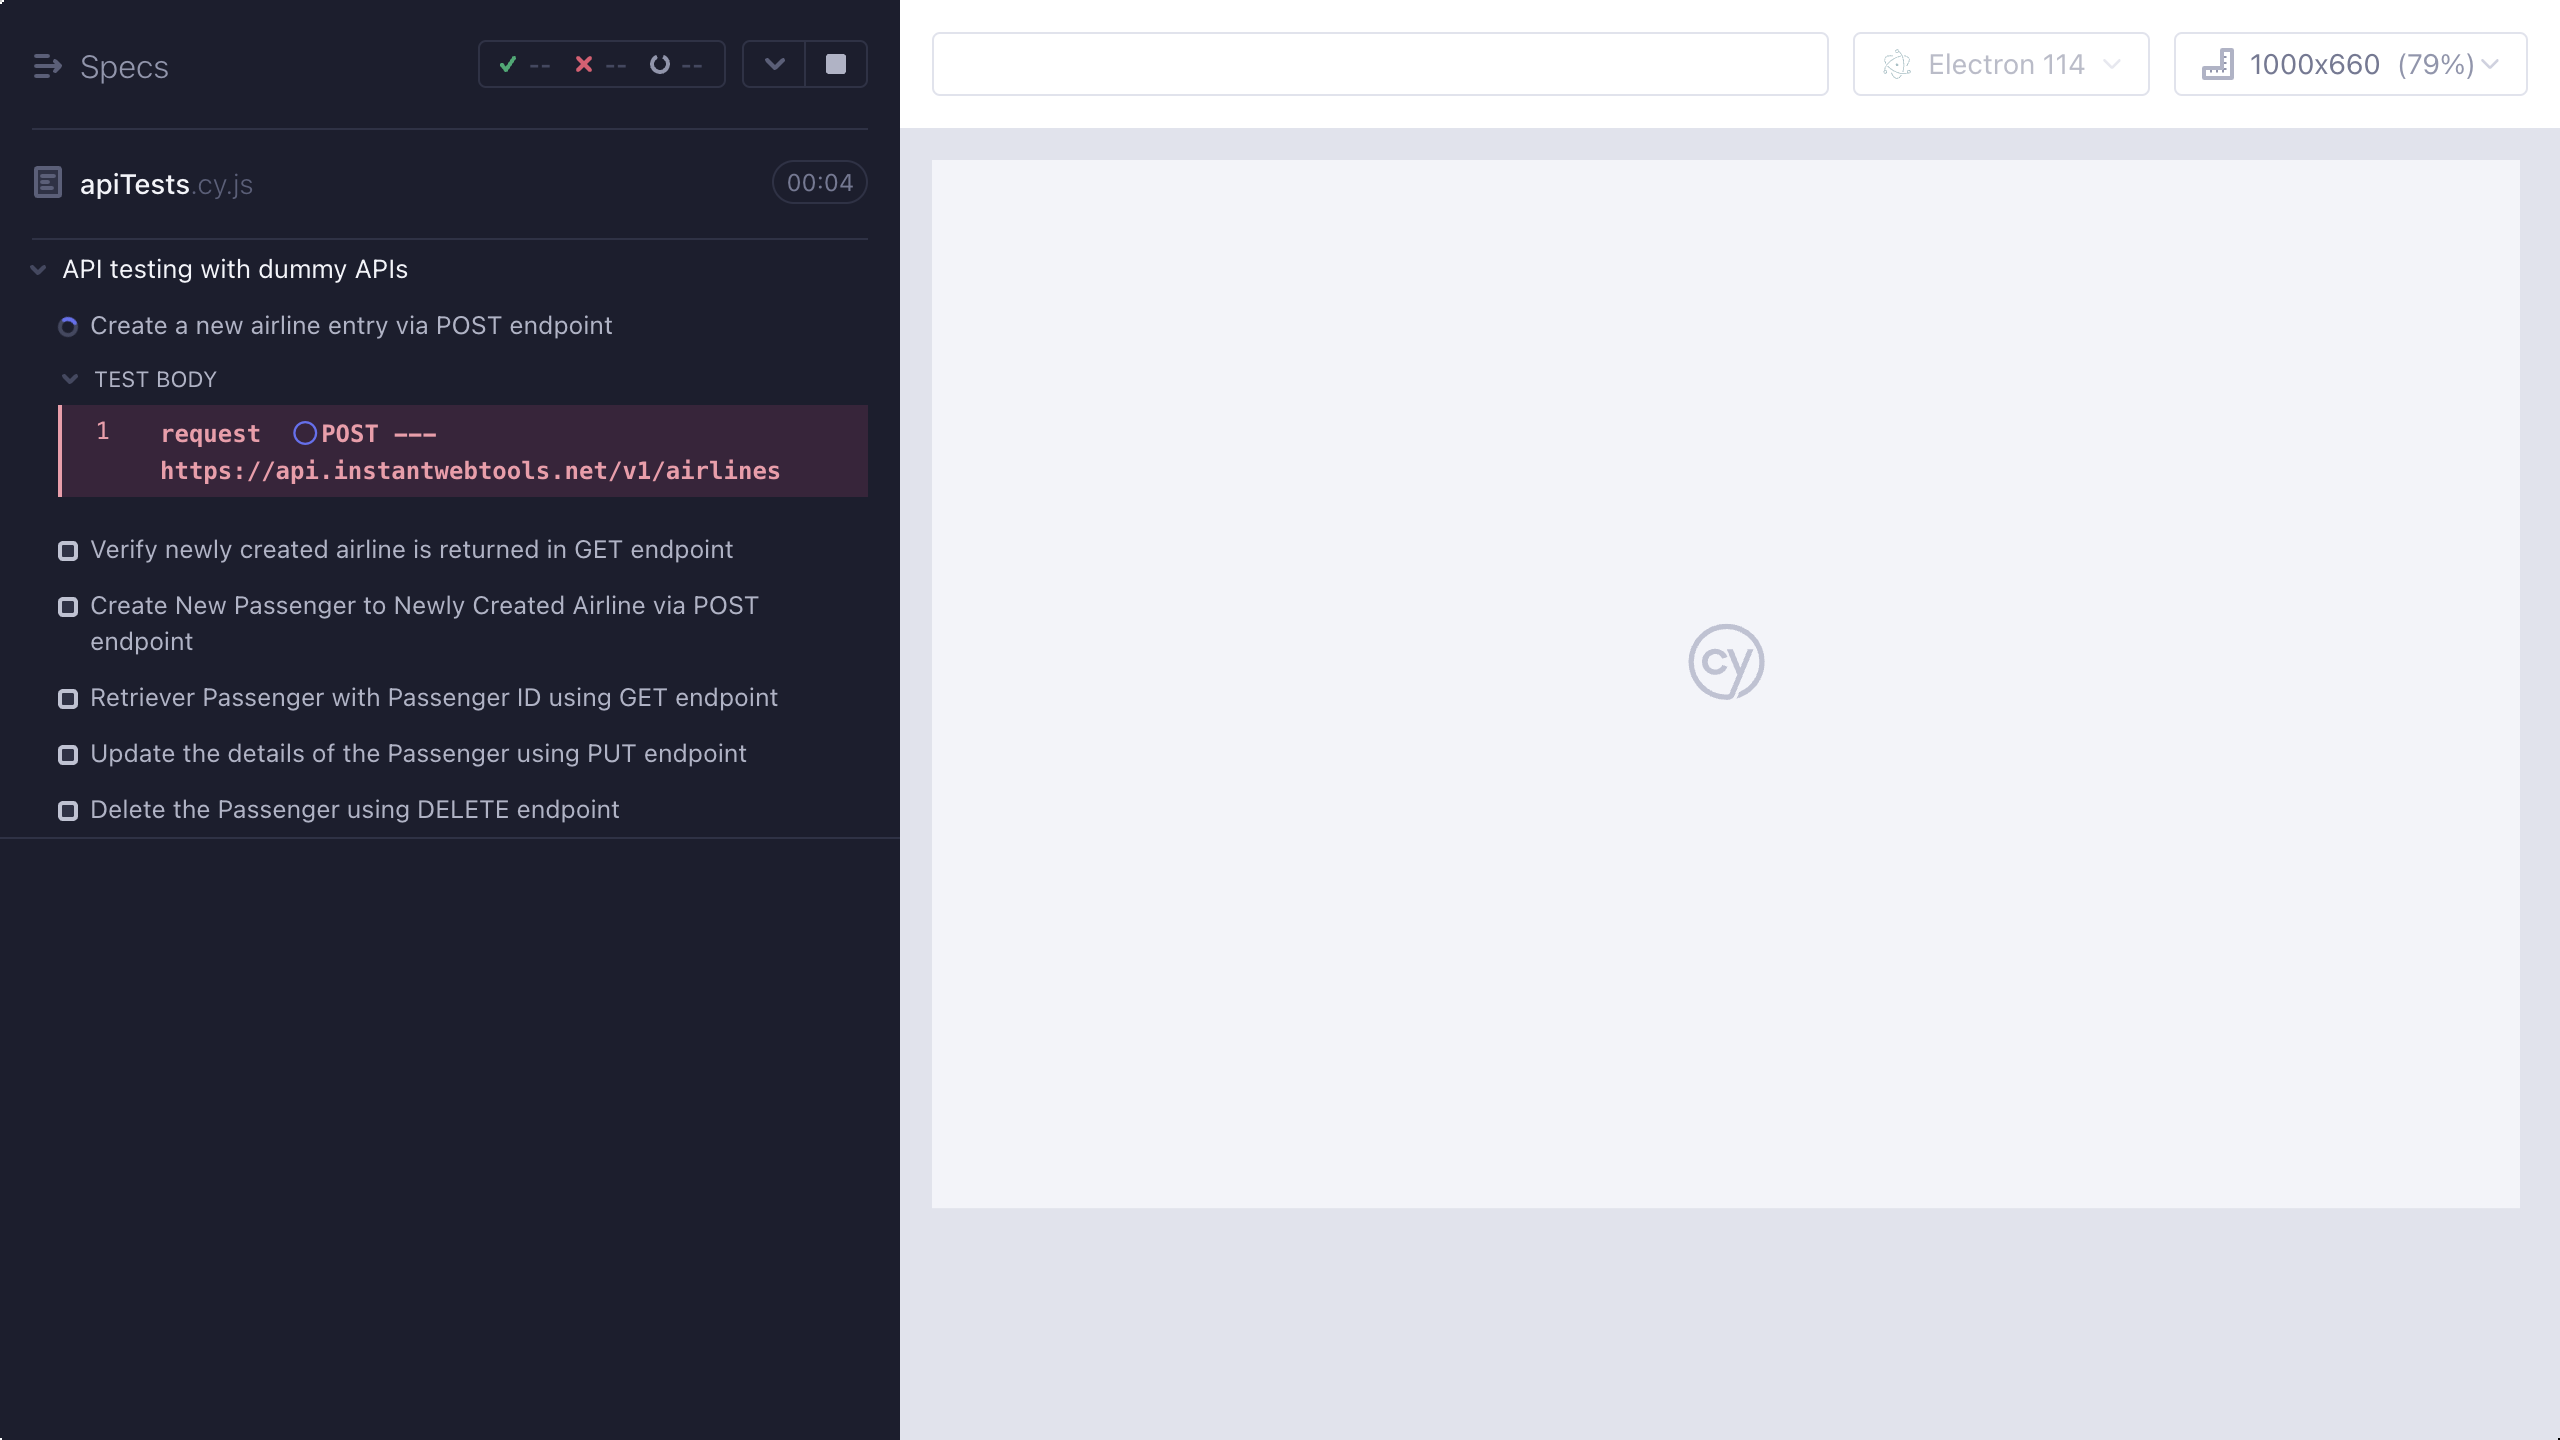 Specs
--
--
--
Electron 114
1000x660 (79%)
apiTests.cy.js
00:04
API testing with dummy APIs
Create a new airline entry via POST endpoint
TEST BODY
1 request POST ---
https://api.instantwebtools.net/v1/airlines
Verify newly created airline is returned in GET endpoint
Create New Passenger to Newly Created Airline via POST
endpoint
Retriever Passenger with Passenger ID using GET endpoint
Update the details of the Passenger using PUT endpoint
Delete the Passenger using DELETE endpoint
cy